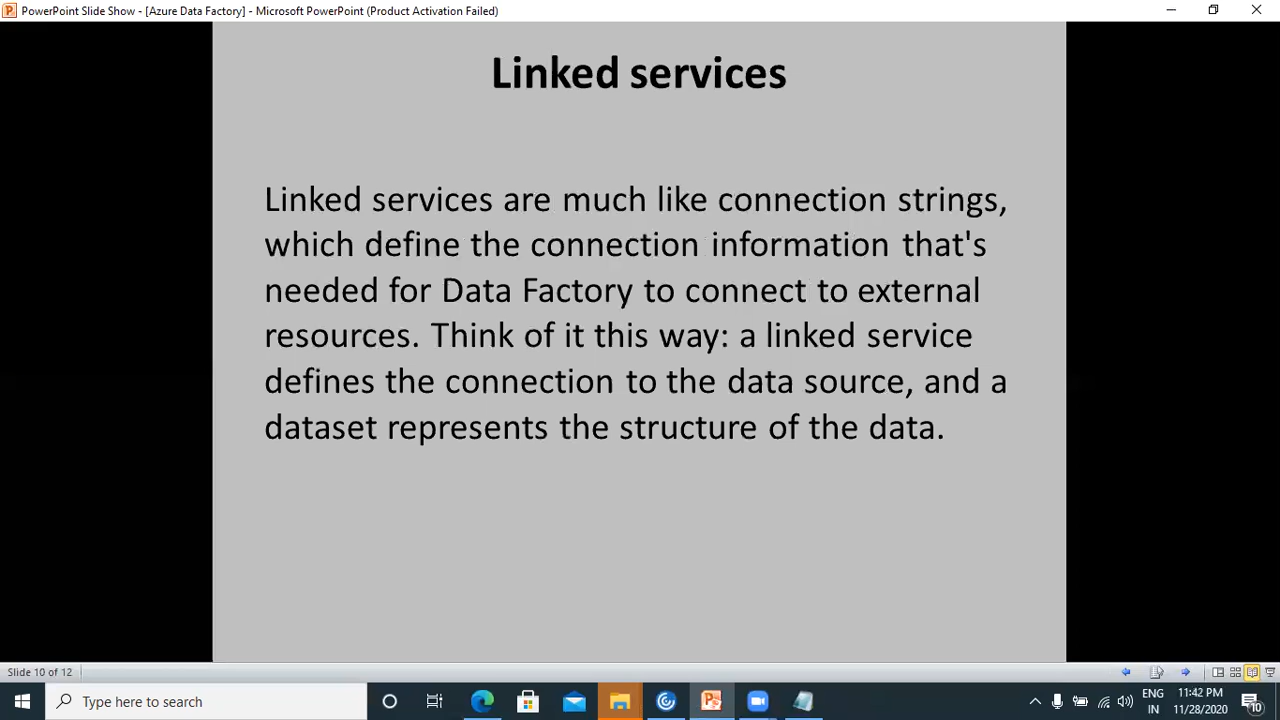 PowerPoint Slide Show - [Azure Data Factory] - Microsoft PowerPoint (Product Activation Failed)
Linked services
Linked services are much like connection strings,
which define the connection information that's
needed for Data Factory to connect to external
resources. Think of it this way: a linked service
defines the connection to the data source, and a
dataset represents the structure of the data.
Slide 10 of 12
Type here to search
ENG
IN
11:42 PM
11/28/2020
10